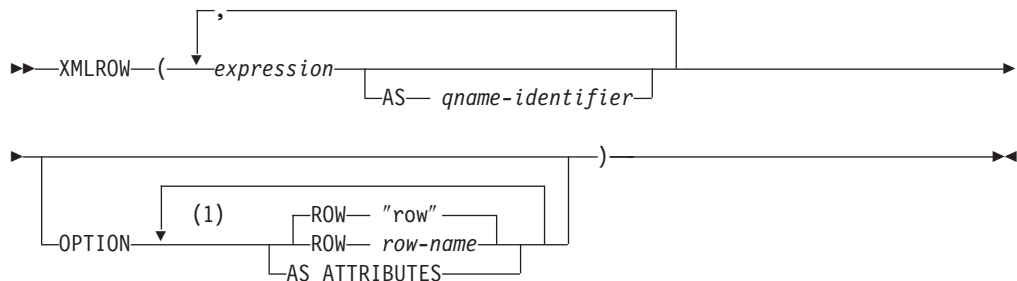 ,
XMLROW ( expression )
AS qname-identifier
)
OPTION (1) ROW "row"
ROW row-name
AS ATTRIBUTES